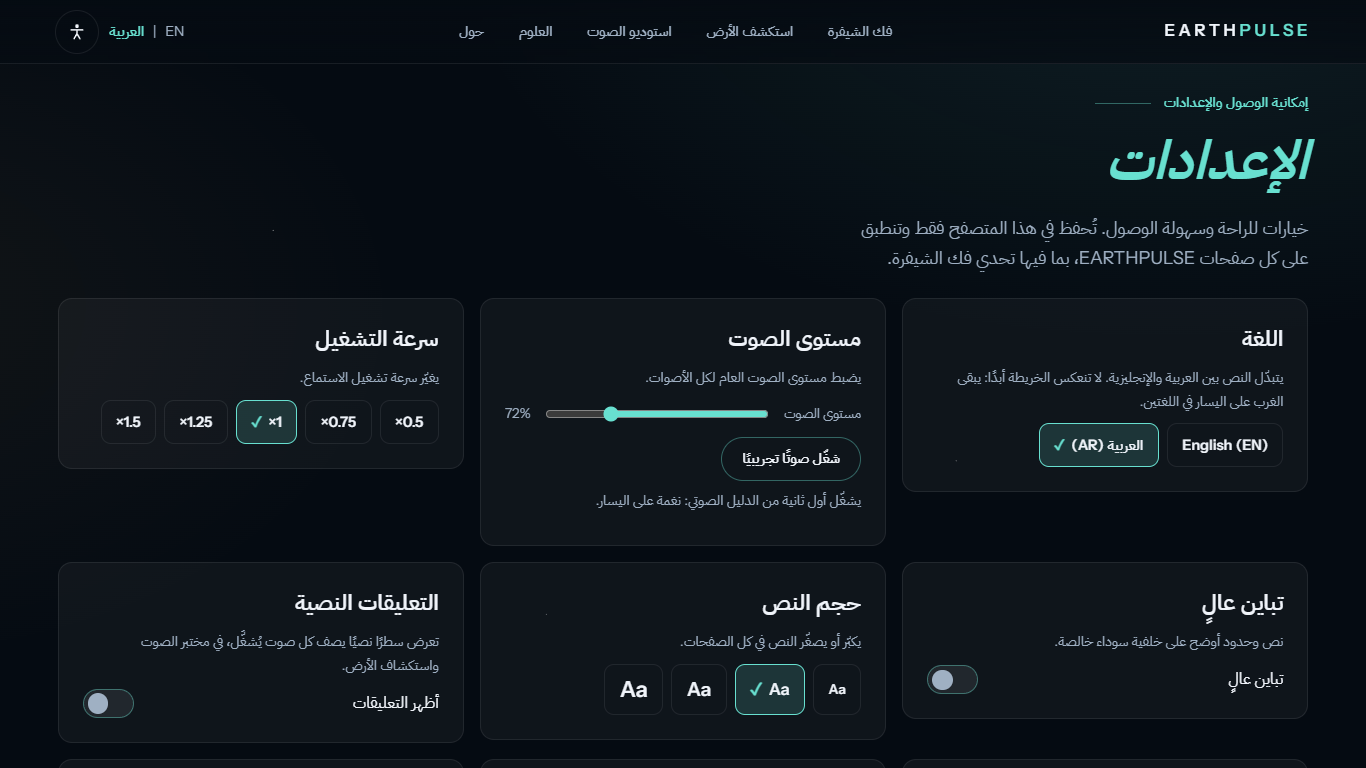 EARTHPULSE
فك الشيفرة
استكشف الأرض
استوديو الصوت
العلوم
حول
EN | العربية
إمكانية الوصول والإعدادات
الإعدادات
خيارات للراحة وسهولة الوصول. تُحفظ في هذا المتصفح فقط وتنطبق
على كل صفحات EARTHPULSE، بما فيها تحدي فك الشيفرة.
اللغة
يتبدّل النص بين العربية والإنجليزية. لا تنعكس الخريطة أبدًا: يبقى
الغرب على اليسار في اللغتين.
English (EN)
العربية (AR) ✓
مستوى الصوت
يضبط مستوى الصوت العام لكل الأصوات.
مستوى الصوت
72%
شغّل صوتًا تجريبيًا
يشغّل أول ثانية من الدليل الصوتي: نغمة على اليسار.
سرعة التشغيل
يغيّر سرعة تشغيل الاستماع.
×0.5
×0.75
×1 ✓
×1.25
×1.5
تباين عالٍ
نص وحدود أوضح على خلفية سوداء خالصة.
تباين عالٍ
حجم النص
يكبّر أو يصغّر النص في كل الصفحات.
Aa
Aa ✓
Aa
Aa
التعليقات النصية
تعرض سطرًا نصيًا يصف كل صوت يُشغَّل، في مختبر الصوت
واستكشاف الأرض.
أظهر التعليقات